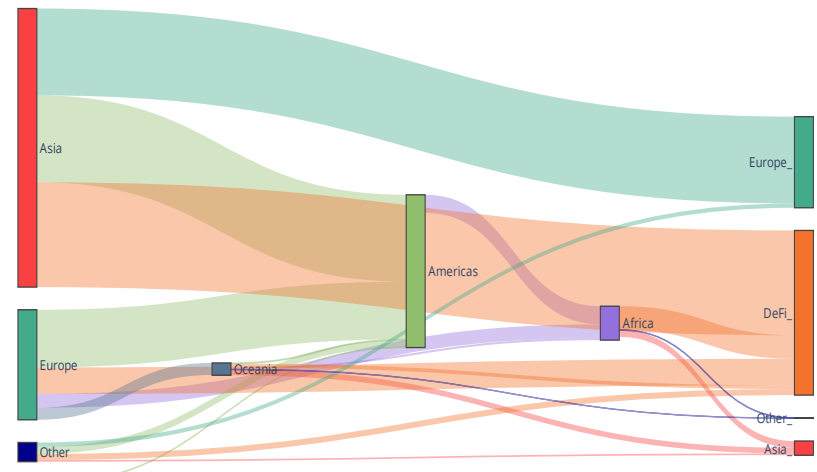 Asia
Europe_
Americas
DeFi_
Africa
Europe
Oceania
Other_
Other
Asia_